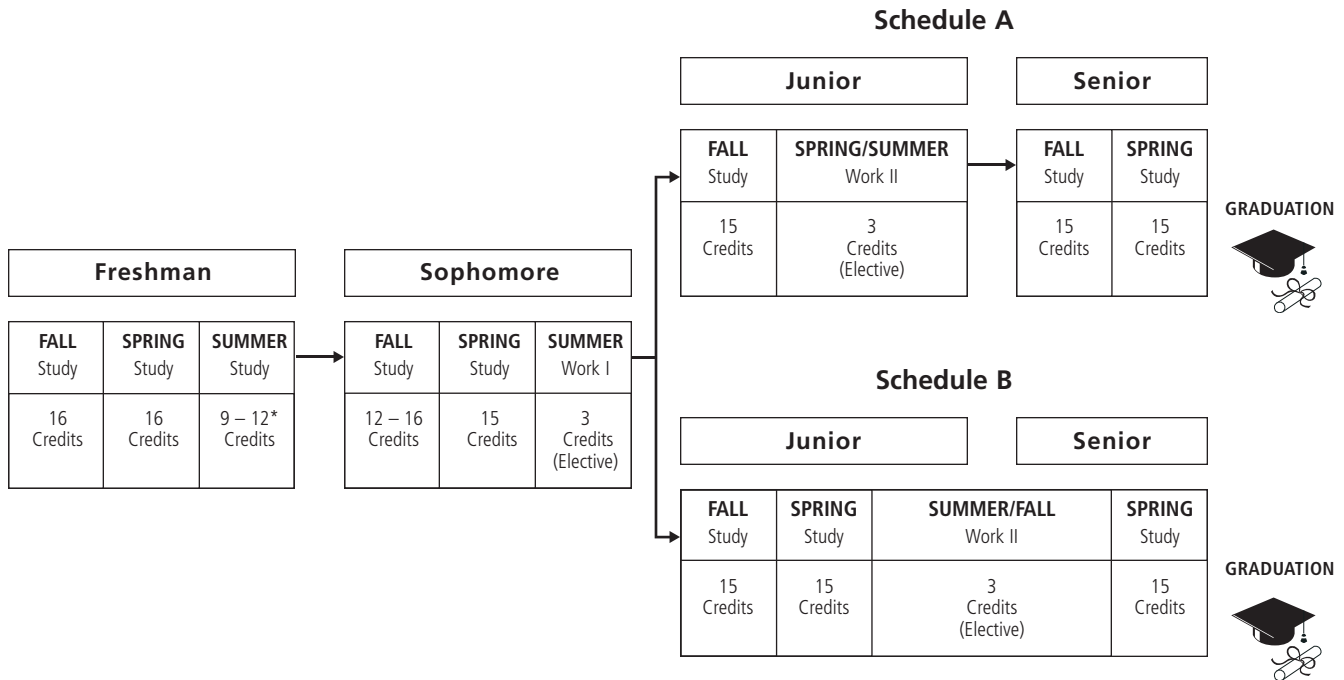 Schedule A
Junior
Senior
FALL
Study
SPRING/SUMMER
Work II
FALL
Study
SPRING
Study
15
Credits
3
Credits
(Elective)
15
Credits
15
Credits
GRADUATION
Freshman
Sophomore
FALL
Study
SPRING
Study
SUMMER
Study
FALL
Study
SPRING
Study
SUMMER
Work I
16
Credits
16
Credits
9 – 12*
Credits
12 – 16
Credits
15
Credits
3
Credits
(Elective)
Schedule B
Junior
Senior
FALL
Study
SPRING
Study
SUMMER/FALL
Work II
SPRING
Study
15
Credits
15
Credits
3
Credits
(Elective)
15
Credits
GRADUATION